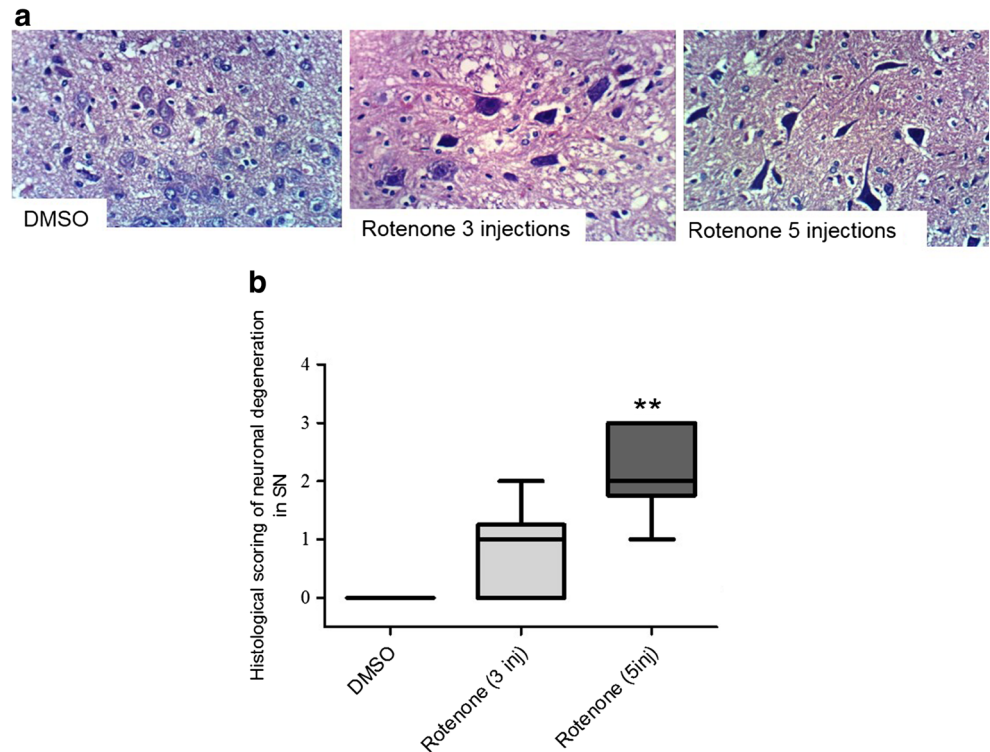 a
DMSO
Rotenone 3 injections
Rotenone 5 injections
b
Histological scoring of neuronal degeneration
in SN
4
3
2
1
0
**
DMSO
Rotenone (3 inj)
Rotenone (5inj)